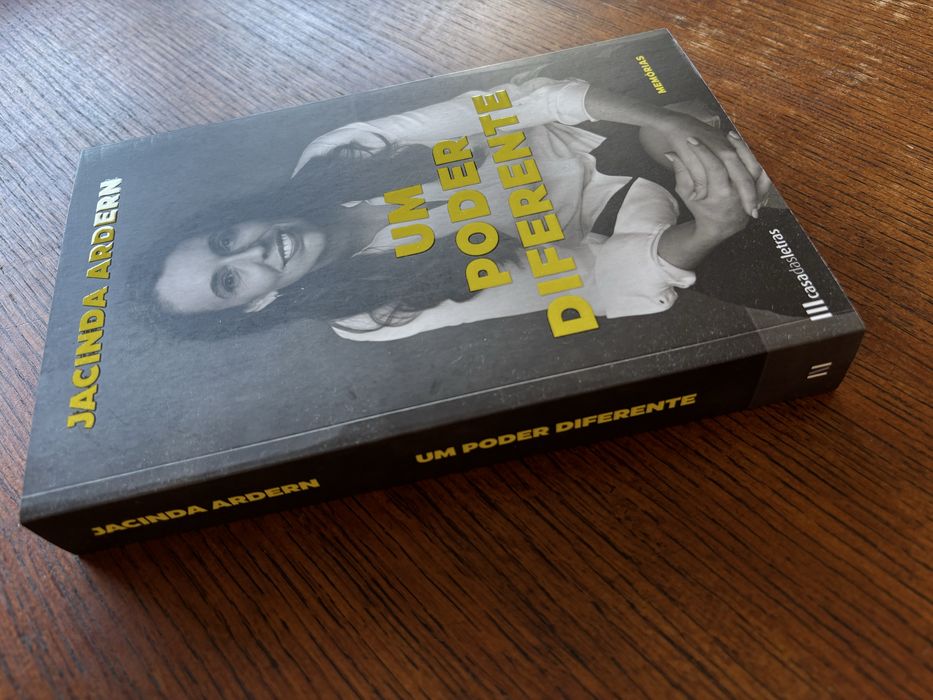 JACINDA ARDERN
UM
PODER
DIFERENTE
MEMÓRIAS
casadasletras
JACINDA ARDERN
UM PODER DIFERENTE